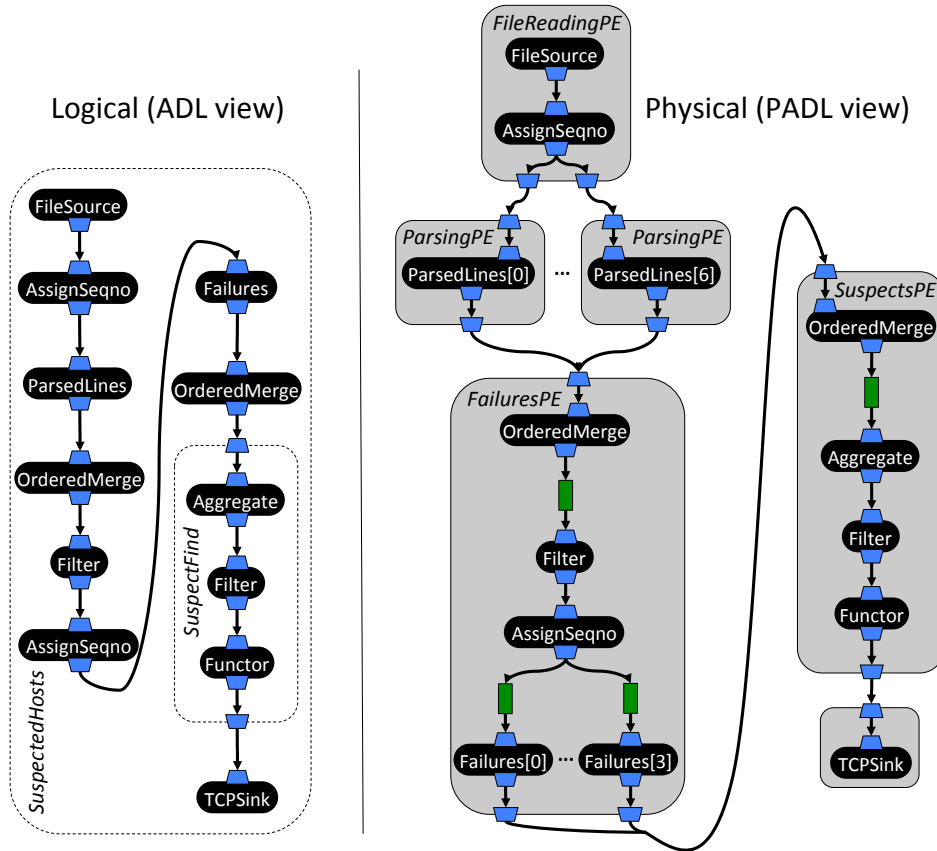 Logical (ADL view)
FileSource
AssignSeqno
ParsedLines
OrderedMerge
Filter
AssignSeqno
SuspectedHosts
Failures
OrderedMerge
SuspectFind
Aggregate
Filter
Functor
TCPSink
Physical (PADL view)
FileReadingPE
FileSource
AssignSeqno
ParsingPE
ParsedLines[0]
...
ParsingPE
ParsedLines[6]
FailuresPE
OrderedMerge
Filter
AssignSeqno
Failures[0]
...
Failures[3]
SuspectsPE
OrderedMerge
Aggregate
Filter
Functor
TCPSink